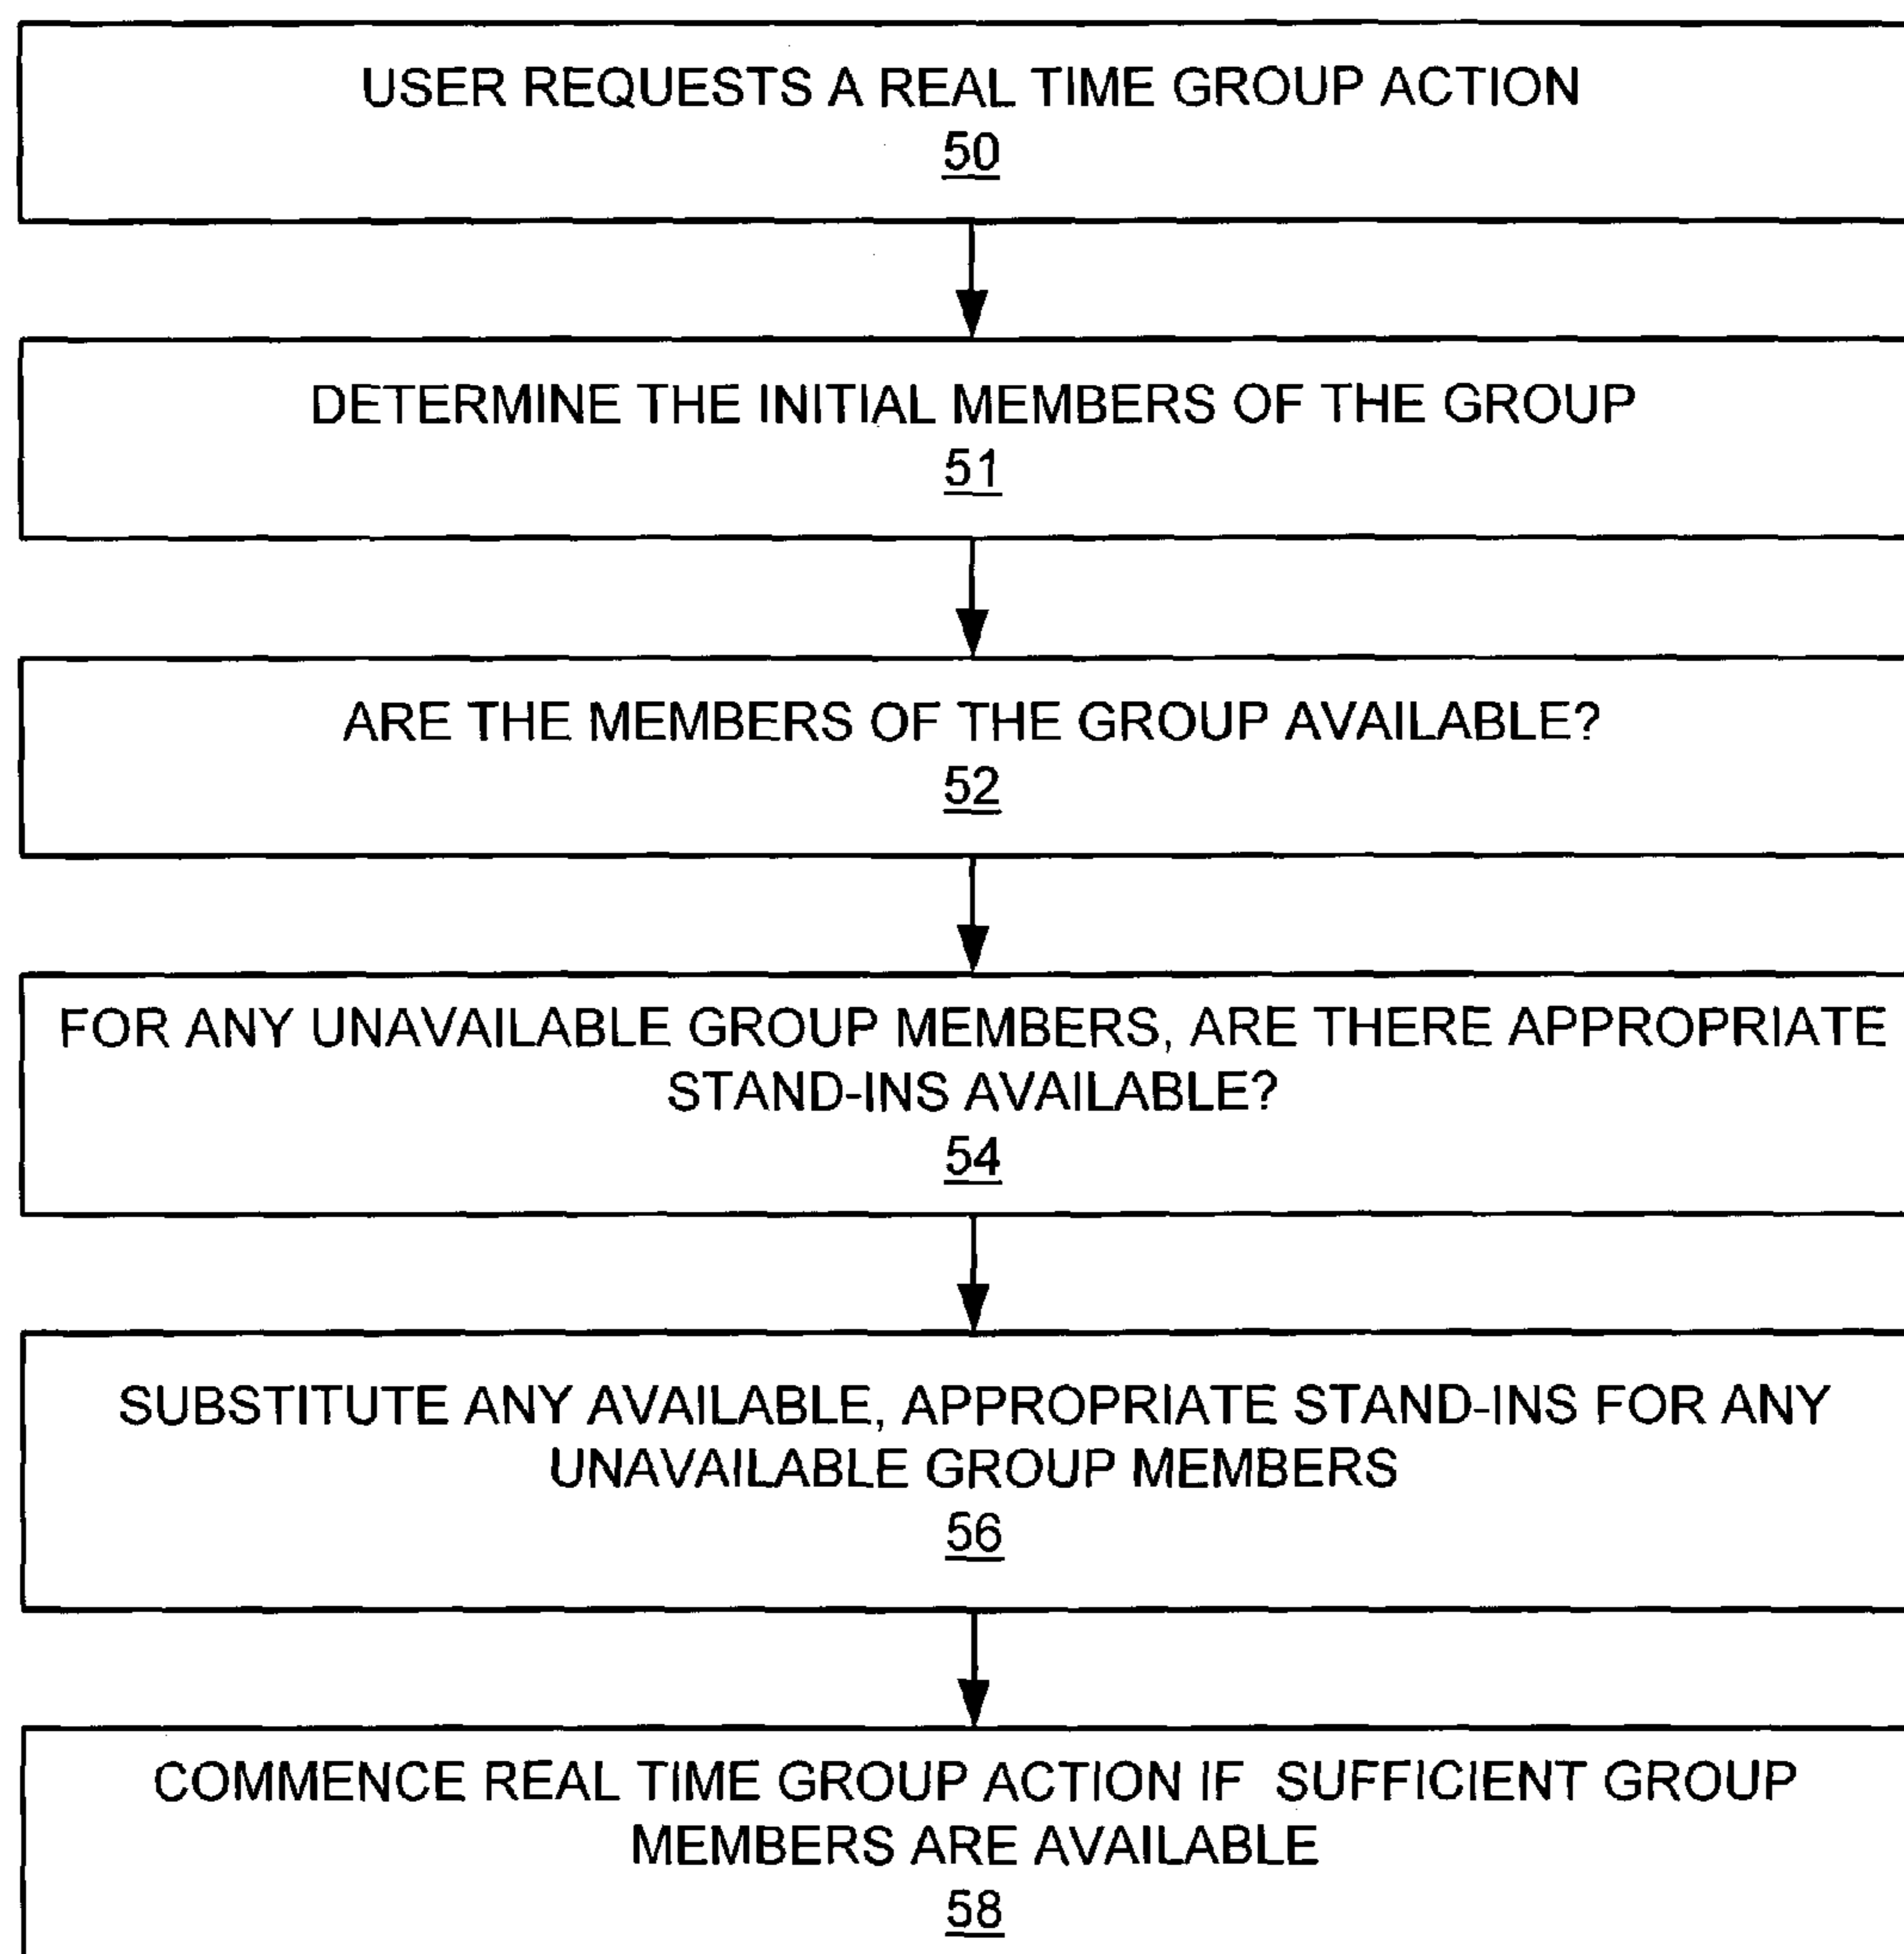 USER REQUESTS A REAL TIME GROUP ACTION
50
DETERMINE THE INITIAL MEMBERS OF THE GROUP
51
ARE THE MEMBERS OF THE GROUP AVAILABLE?
52
FOR ANY UNAVAILABLE GROUP MEMBERS, ARE THERE APPROPRIATE
STAND-INS AVAILABLE?
54
SUBSTITUTE ANY AVAILABLE, APPROPRIATE STAND-INS FOR ANY
UNAVAILABLE GROUP MEMBERS
56
COMMENCE REAL TIME GROUP ACTION IF SUFFICIENT GROUP
MEMBERS ARE AVAILABLE
58